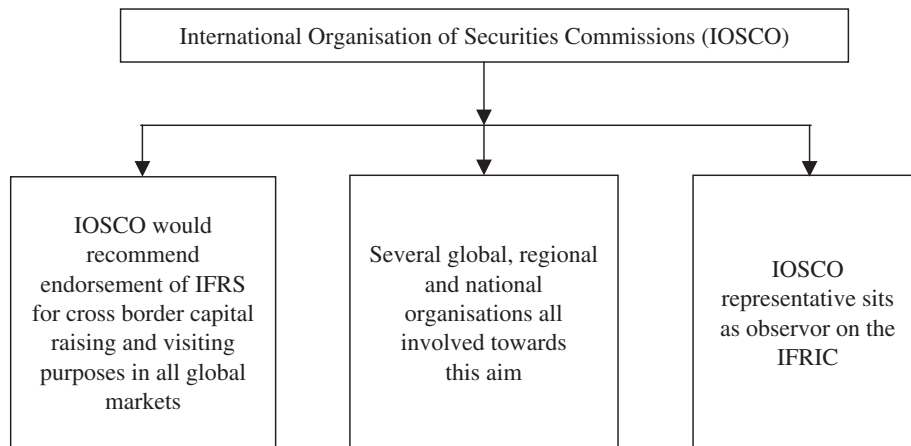 International Organisation of Securities Commissions (IOSCO)
IOSCO would
recommend
endorsement of IFRS
for cross border capital
raising and visiting
purposes in all global
markets
Several global, regional
and national
organisations all
involved towards
this aim
IOSCO
representative sits
as observor on the
IFRIC